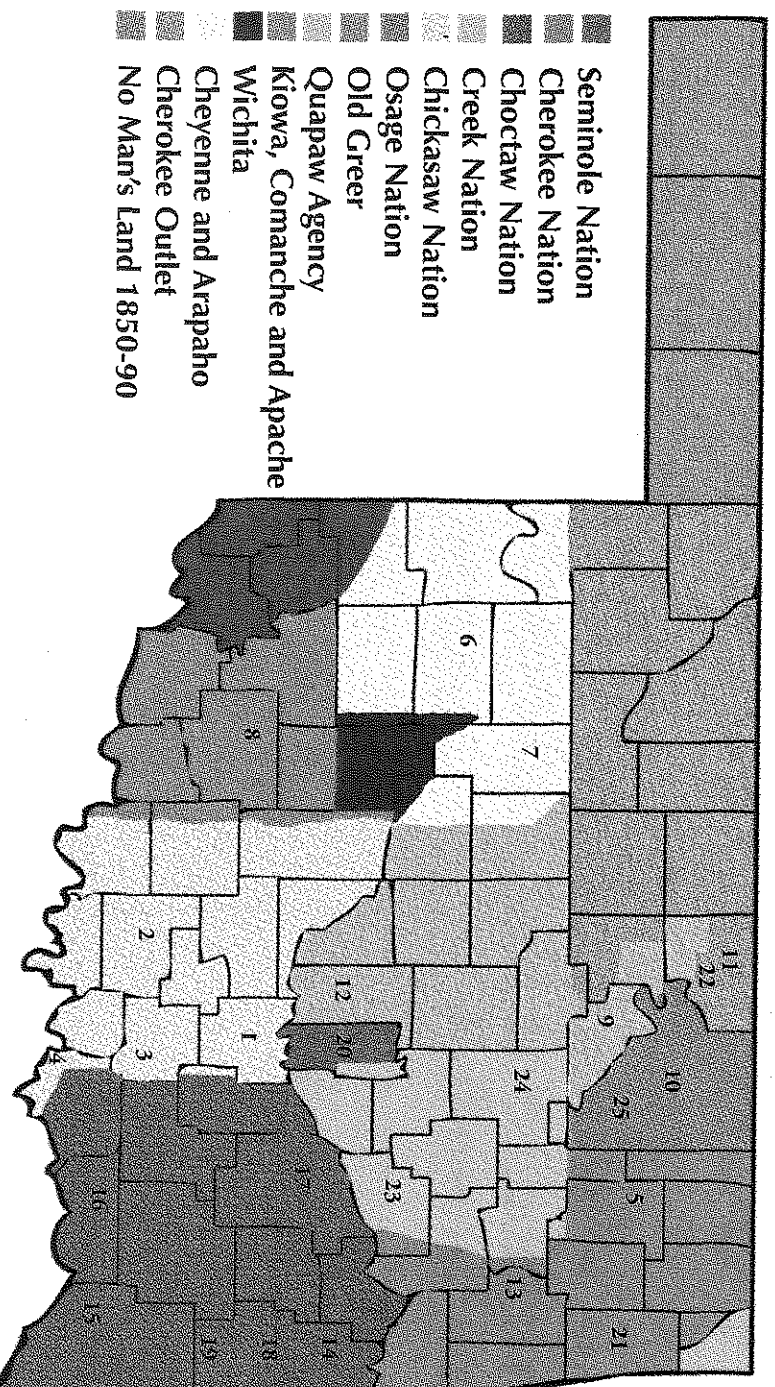 11
22
10
5
25
21
9
Seminole Nation
Cherokee Nation
Choctaw Nation
Creek Nation
Chickasaw Nation
Osage Nation
Old Greer
Quapaw Agency
Kiowa, Comanche and Apache
Wichita
Cheyenne and Arapaho
Cherokee Outlet
No Man's Land 1850-90
7
24
13
6
23
12
20
14
17
18
8
1
19
2
3
16
15
4